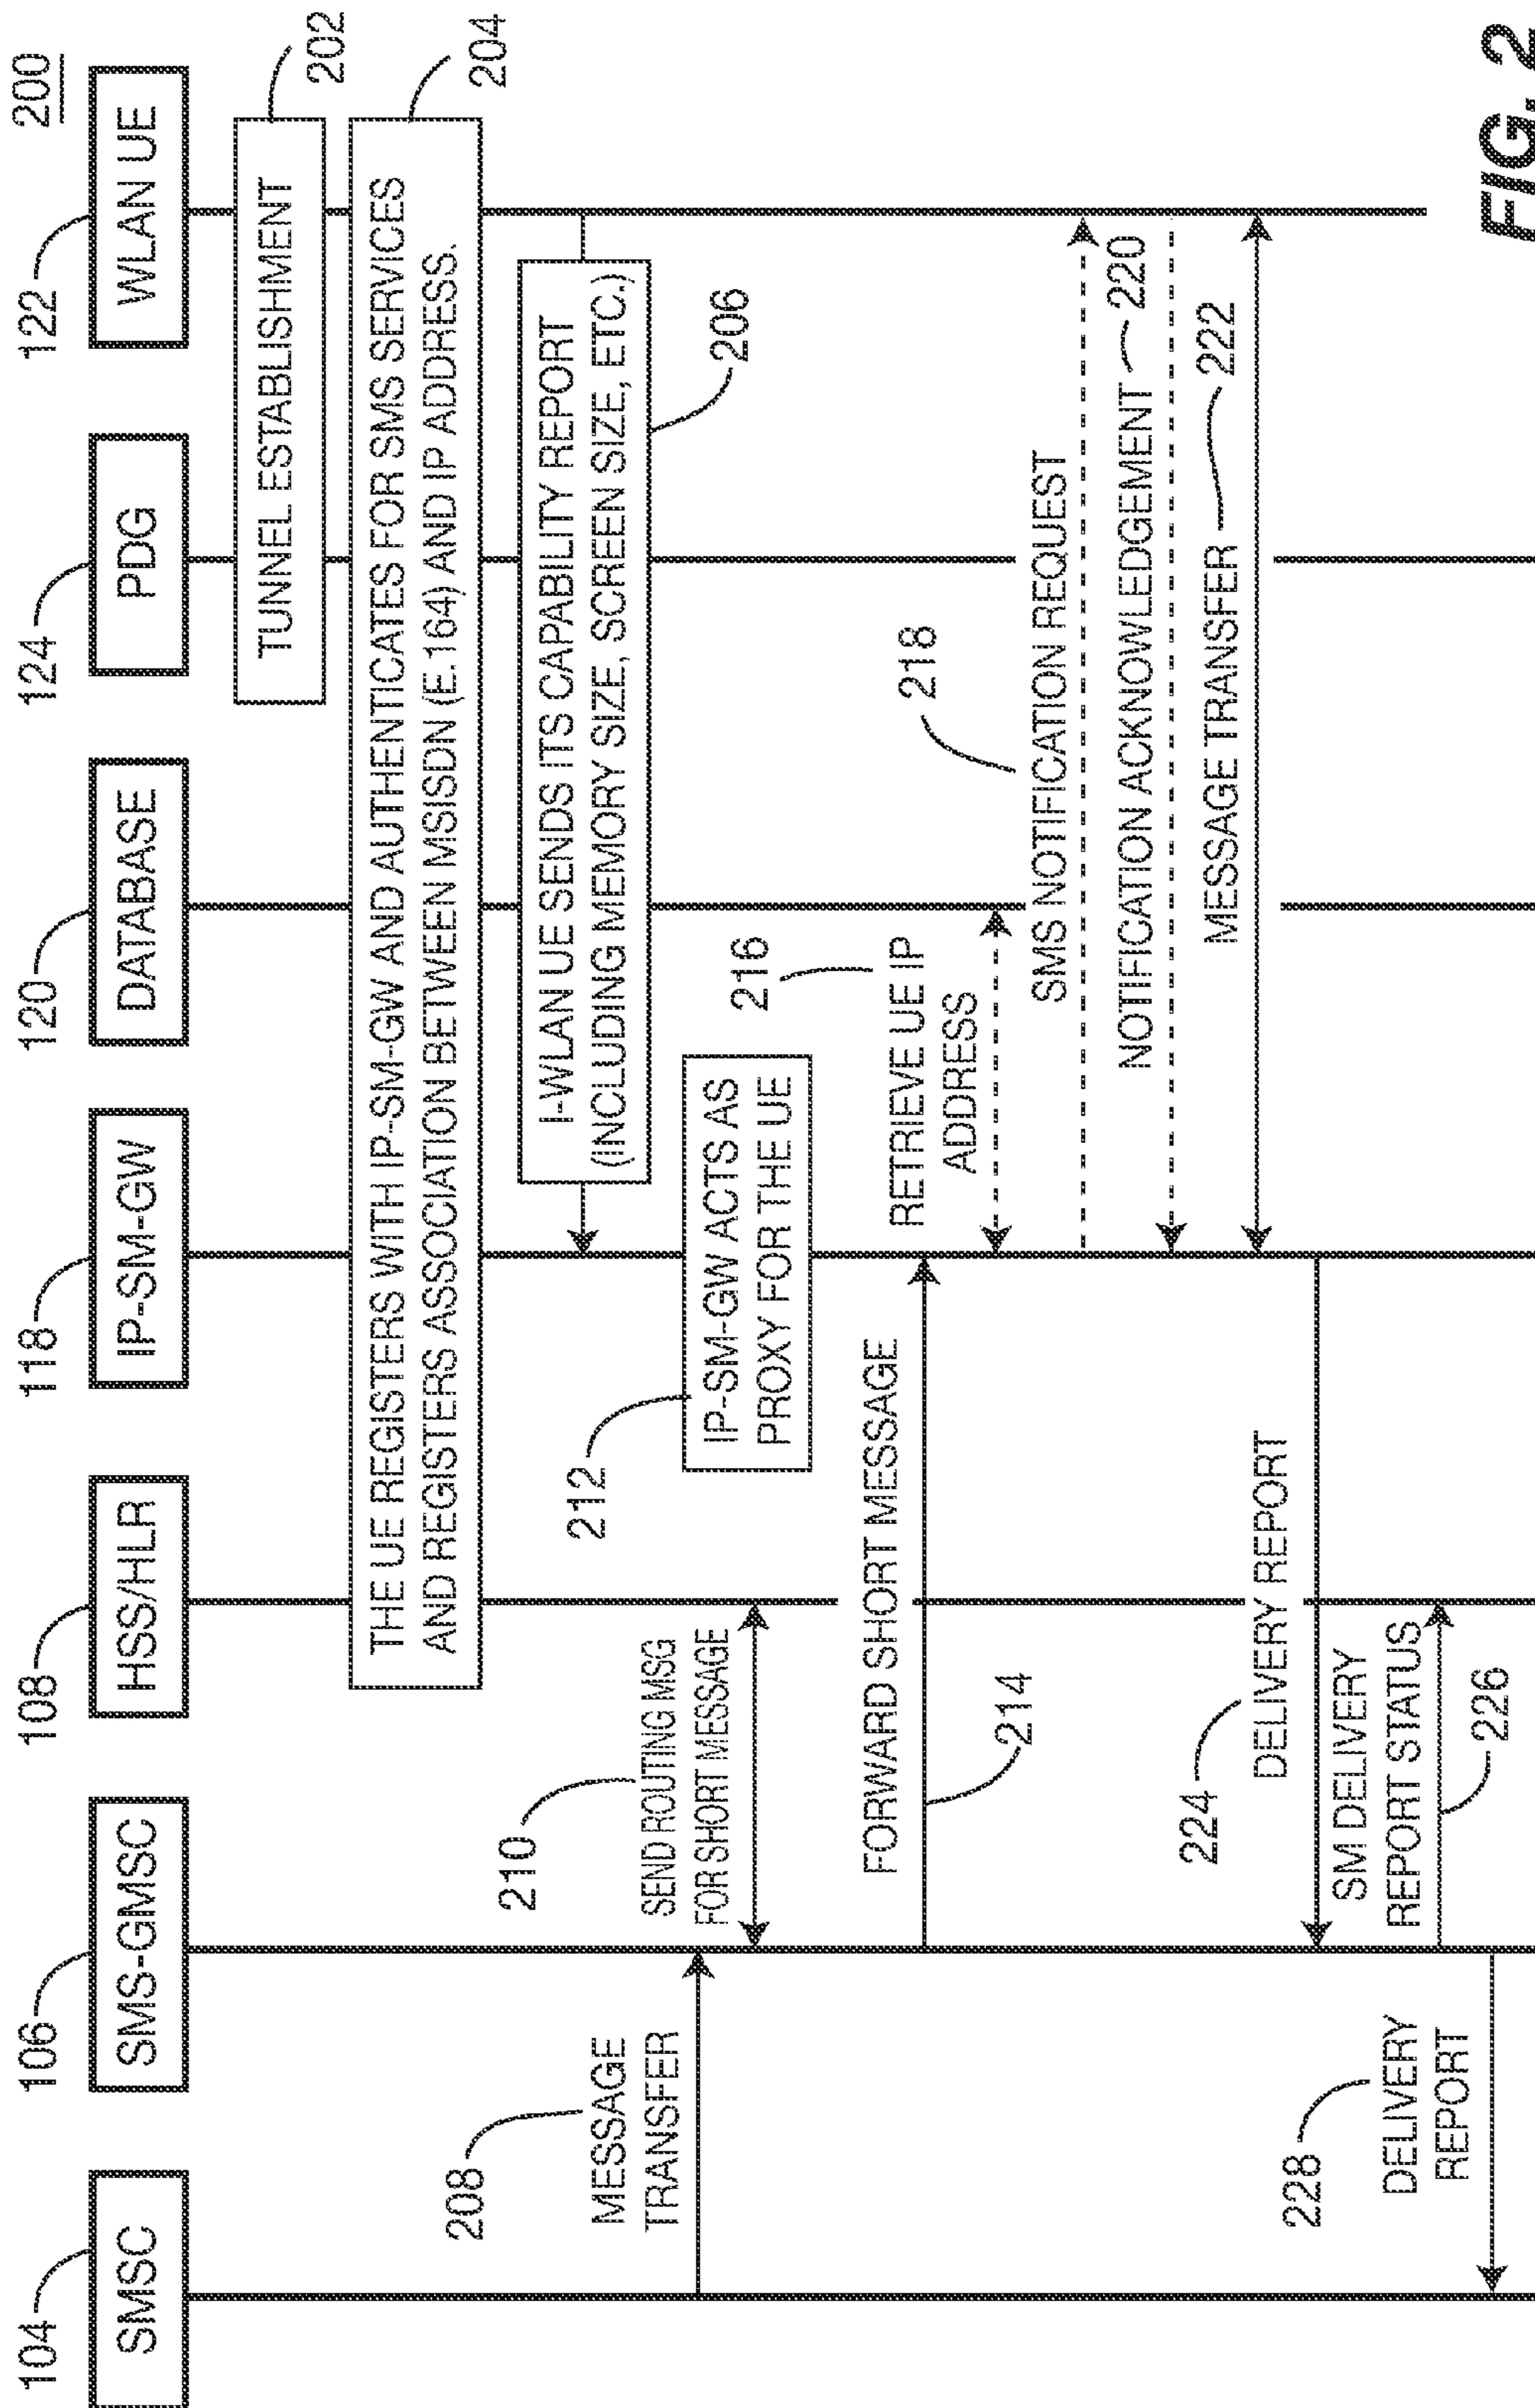 200
104
106
108
118
120
124
122
SMSC
SMS-GMSC
HSS/HLR
IP-SM-GW
DATABASE
PDG
WLAN UE
TUNNEL ESTABLISHMENT
202
THE UE REGISTERS WITH IP-SM-GW AND AUTHENTICATES FOR SMS SERVICES
AND REGISTERS ASSOCIATION BETWEEN MSISDN (E.164) AND IP ADDRESS.
204
I-WLAN UE SENDS ITS CAPABILITY REPORT
(INCLUDING MEMORY SIZE, SCREEN SIZE, ETC.)
206
208
MESSAGE
TRANSFER
210
SEND ROUTING MSG
FOR SHORT MESSAGE
212
IP-SM-GW ACTS AS
PROXY FOR THE UE
FORWARD SHORT MESSAGE
214
216
RETRIEVE UE IP
ADDRESS
218
SMS NOTIFICATION REQUEST
NOTIFICATION ACKNOWLEDGEMENT
220
MESSAGE TRANSFER
222
224
DELIVERY REPORT
SM DELIVERY
REPORT STATUS
226
228
DELIVERY
REPORT
FIG. 2